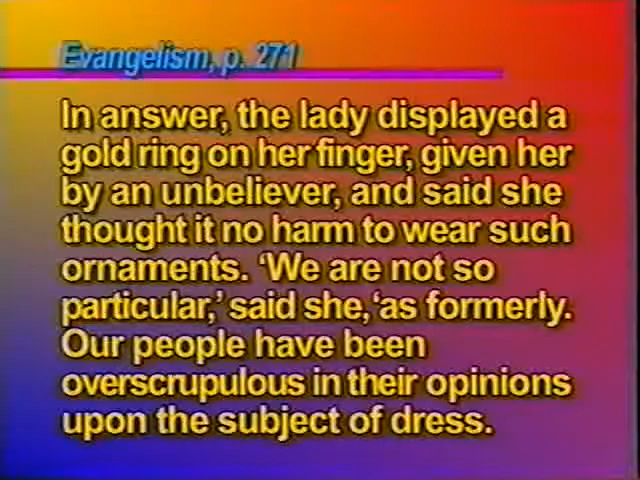 Evangelism, p. 271
In answer, the lady displayed a
gold ring on her finger, given her
by an unbeliever, and said she
thought it no harm to wear such
ornaments. ‘We are not so
particular,’ said she, ‘as formerly.
Our people have been
overscrupulous in their opinions
upon the subject of dress.